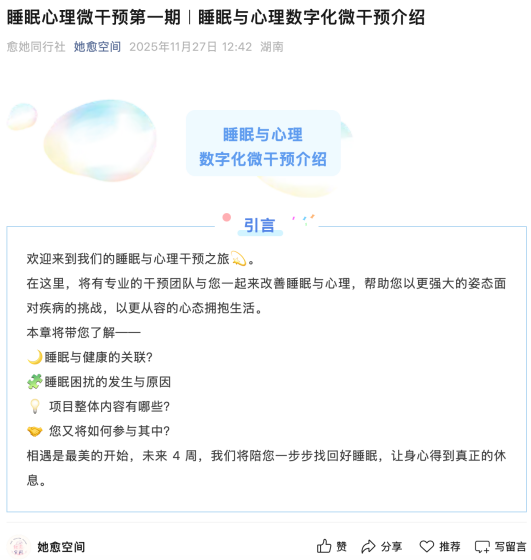 睡眠心理微干预第一期｜睡眠与心理数字化微干预介绍
愈她同行社 她愈空间 2025年11月27日 12:42 湖南
睡眠与心理
数字化微干预介绍
引言
欢迎来到我们的睡眠与心理干预之旅💫。
在这里，将有专业的干预团队与您一起来改善睡眠与心理，帮助您以更强大的姿态面
对疾病的挑战，以更从容的心态拥抱生活。
本章将带您了解——
🌙睡眠与健康的关联？
🧩睡眠困扰的发生与原因
💡 项目整体内容有哪些？
🤝 您又将如何参与其中？
相遇是最美的开始，未来 4 周，我们将陪您一步步找回好睡眠，让身心得到真正的休
息。
她愈空间 赞 分享 推荐 写留言